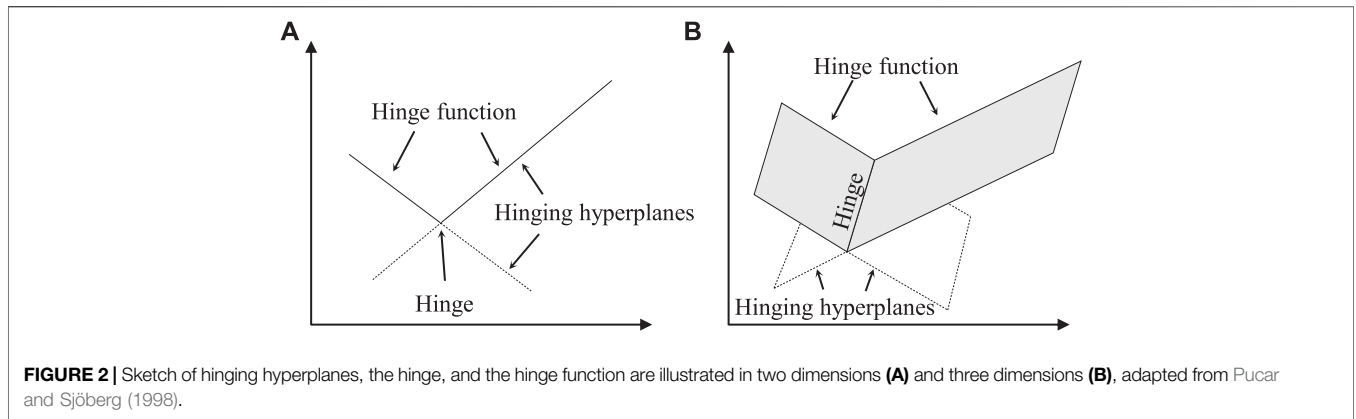 A
Hinge function
Hinging hyperplanes
Hinge
B
Hinge function
Hinge
Hinging hyperplanes
FIGURE 2 | Sketch of hinging hyperplanes, the hinge, and the hinge function are illustrated in two dimensions (A) and three dimensions (B), adapted from Pucar
and Sjöberg (1998).